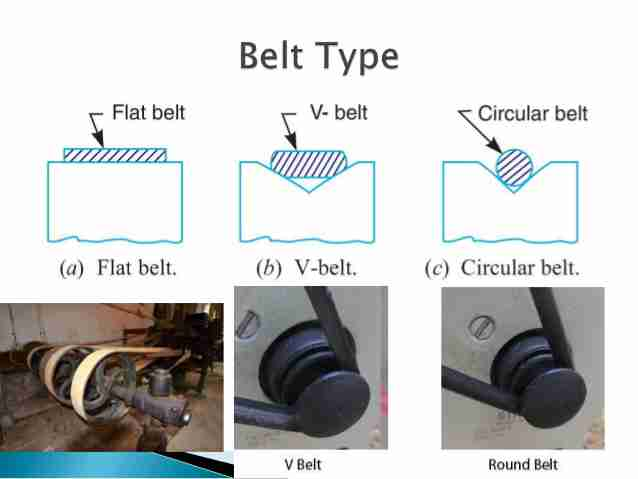 Belt Type
Flat belt
V- belt
Circular belt
(a) Flat belt.
(b) V-belt.
(c) Circular belt.
V Belt
Round Belt